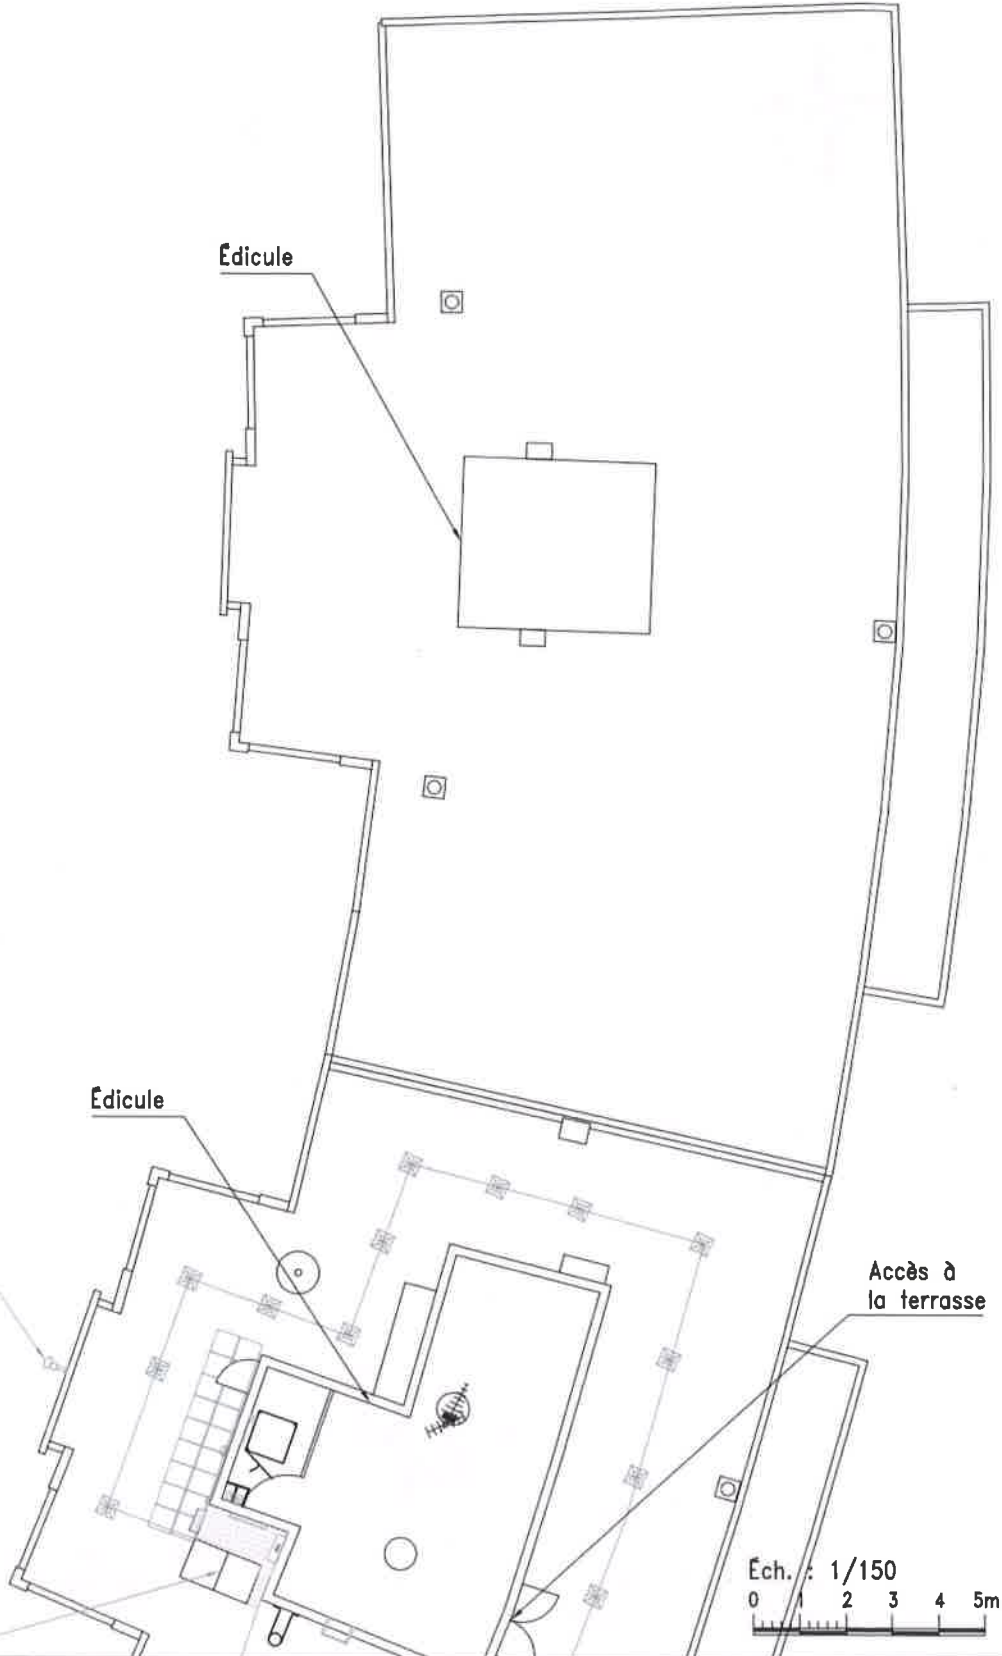 Édicule
Édicule
Accès à
la terrasse
Éch. : 1/150
0 1 2 3 4 5m